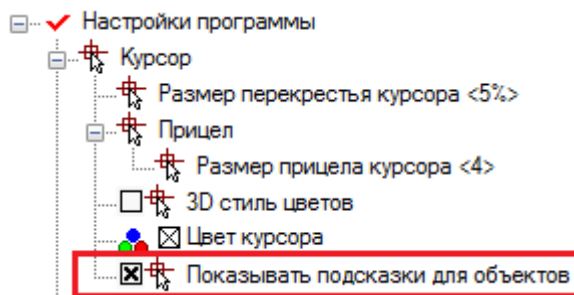 Настройки программы
Курсор
Размер перекрестья курсора <5%>
Прицел
Размер прицела курсора <4>
3D стиль цветов
Цвет курсора
Показывать подсказки для объектов